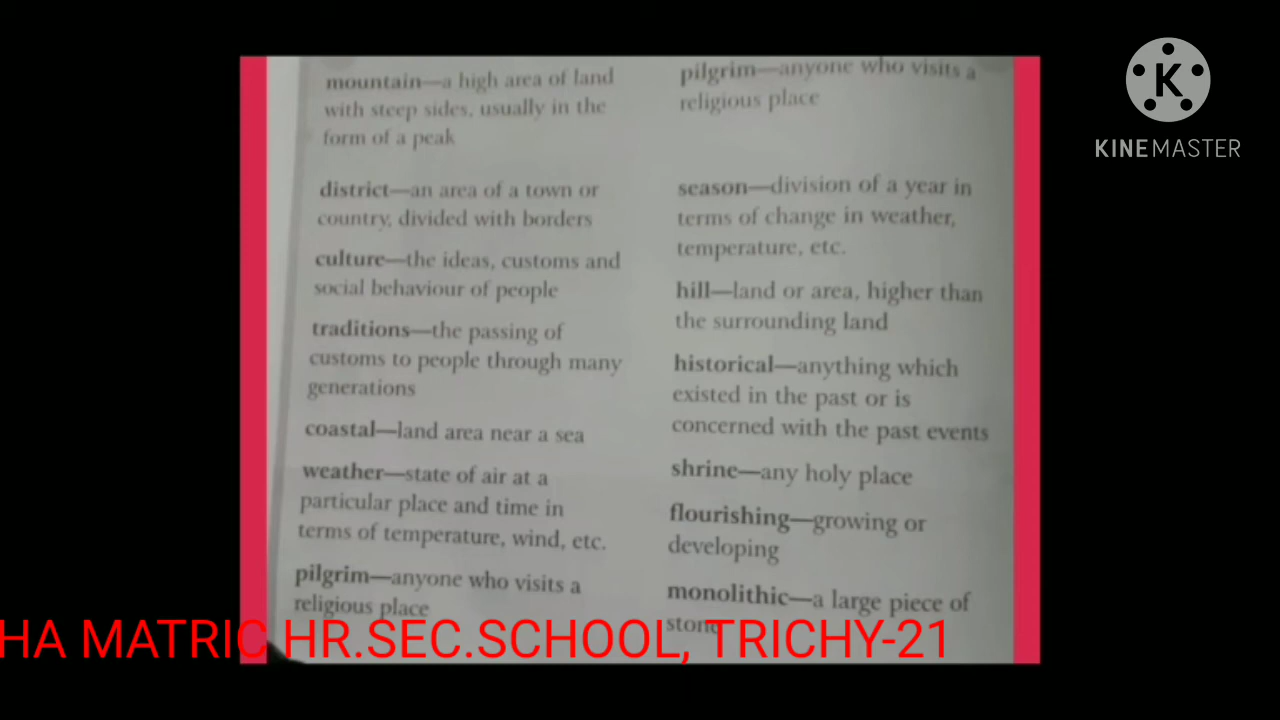 mountain—a high area of land
with steep sides, usually in the
form of a peak
district—an area of a town or
country, divided with borders
culture—the ideas, customs and
social behaviour of people
traditions—the passing of
customs to people through many
generations
coastal—land area near a sea
weather—state of air at a
particular place and time in
terms of temperature, wind, etc.
pilgrim—anyone who visits a
religious place
pilgrim—anyone who visits a
religious place
season—division of a year in
terms of change in weather,
temperature, etc.
hill—land or area, higher than
the surrounding land
historical—anything which
existed in the past or is
concerned with the past events
shrine—any holy place
flourishing—growing or
developing
monolithic—a large piece of
stone
HA MATRIC HR.SEC.SCHOOL, TRICHY-21
K
KINEMASTER